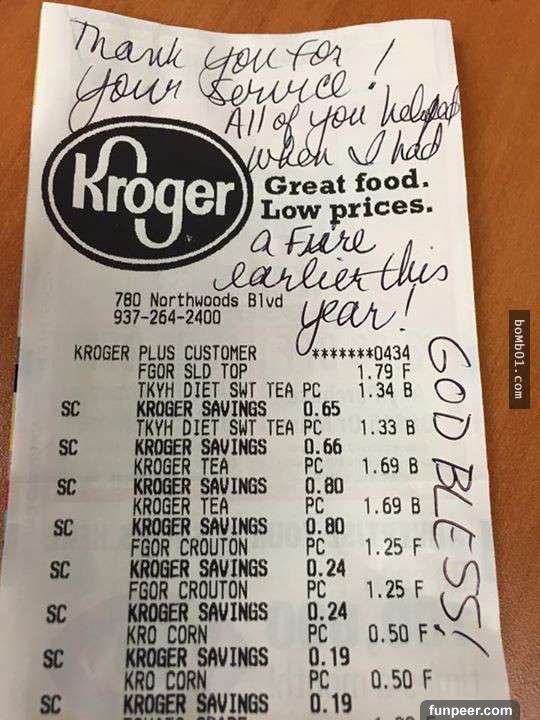 Thank you for
your service!
All of you helped
when I had
Kroger
Great food.
Low prices.
a Fire
earlier this
year!
780 Northwoods Blvd
937-264-2400
KROGER PLUS CUSTOMER *******0434
FGOR SLD TOP 1.79 F
TKYH DIET SWT TEA PC 1.34 B
SC KROGER SAVINGS 0.65
TKYH DIET SWT TEA PC 1.33 B
SC KROGER SAVINGS 0.66
KROGER TEA PC 1.69 B
SC KROGER SAVINGS 0.80
KROGER TEA PC 1.69 B
SC KROGER SAVINGS 0.80
FGOR CROUTON PC 1.25 F
SC KROGER SAVINGS 0.24
FGOR CROUTON PC 1.25 F
SC KROGER SAVINGS 0.24
KRO CORN PC 0.50 F
SC KROGER SAVINGS 0.19
KRO CORN PC 0.50 F
SC KROGER SAVINGS 0.19
GOD BLESS!
boMb01.com
funpeer.com